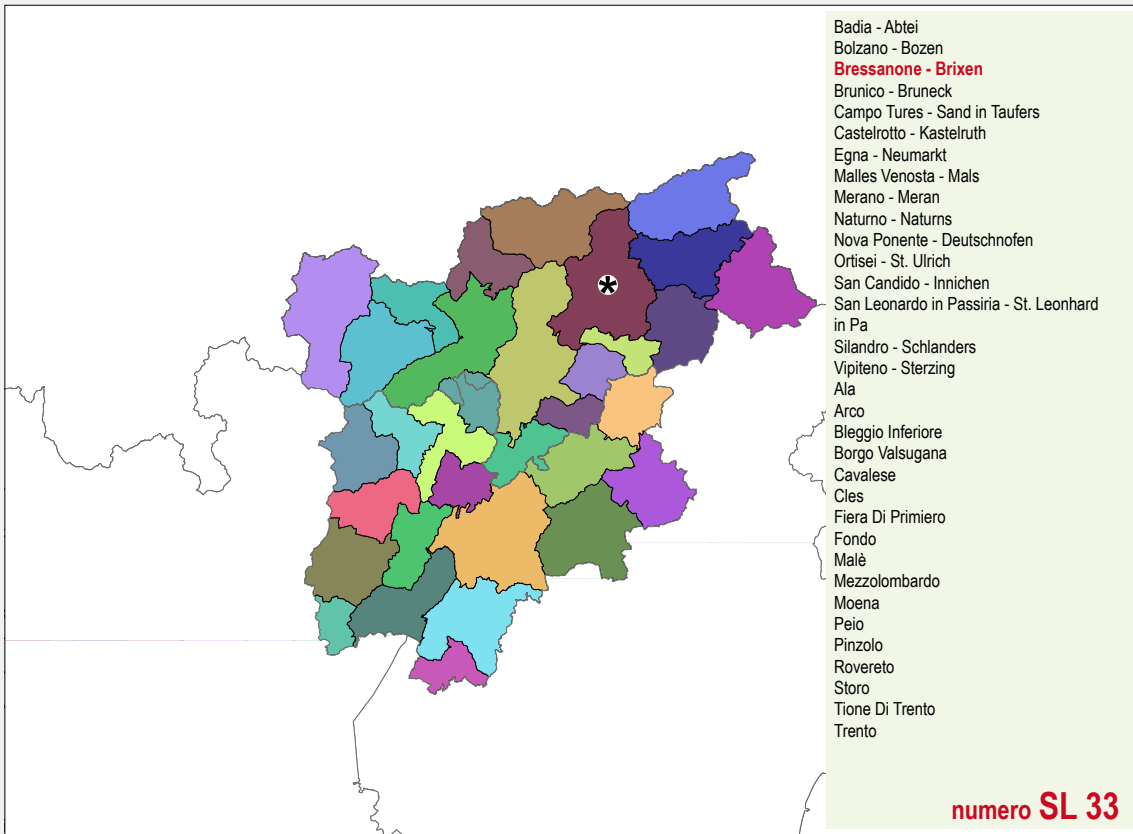 Badia - Abtei
Bolzano - Bozen
Bressanone - Brixen
Brunico - Bruneck
Campo Tures - Sand in Taufers
Castelrotto - Kastelruth
Egna - Neumarkt
Malles Venosta - Mals
Merano - Meran
Naturno - Naturns
Nova Ponente - Deutschnofen
Ortisei - St. Ulrich
San Candido - Innichen
San Leonardo in Passiria - St. Leonhard
in Pa
Silandro - Schlanders
Vipiteno - Sterzing
Ala
Arco
Bleggio Inferiore
Borgo Valsugana
Cavalese
Cles
Fiera Di Primiero
Fondo
Malè
Mezzolombardo
Moena
Peio
Pinzolo
Rovereto
Storo
Tione Di Trento
Trento
numero SL 33